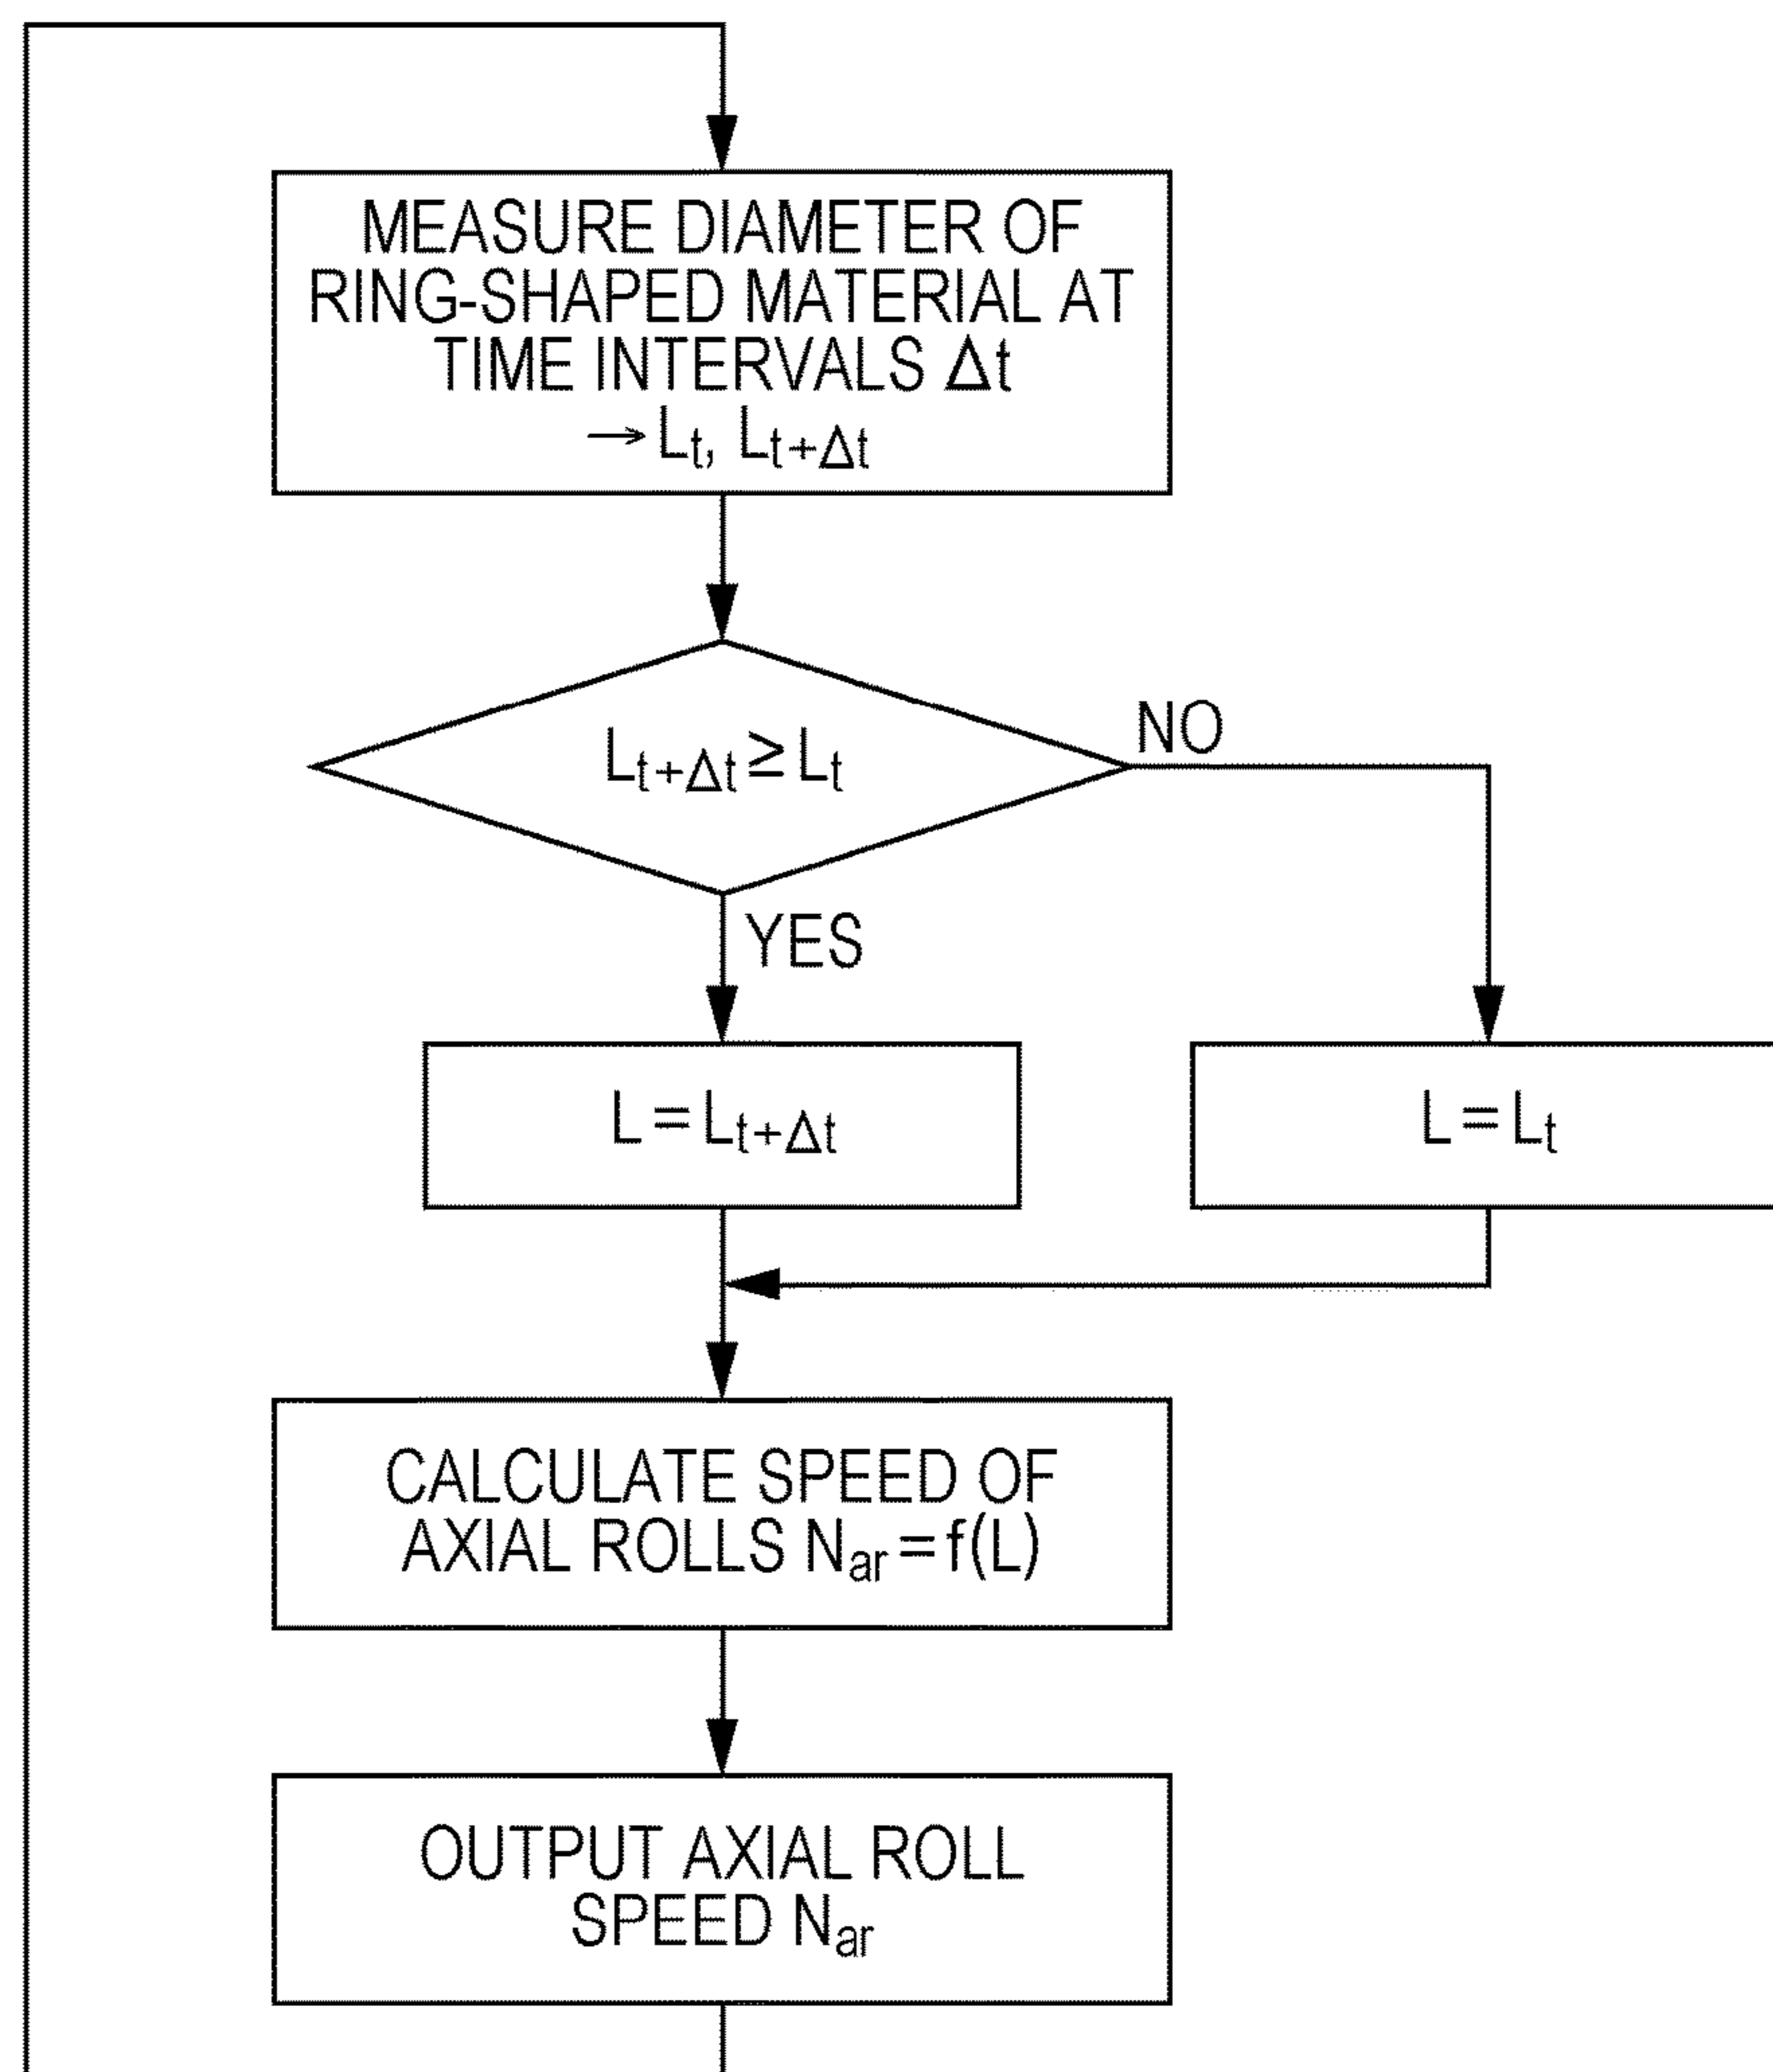 MEASURE DIAMETER OF
RING-SHAPED MATERIAL AT
TIME INTERVALS Δt
→ Lt, Lt+Δt
Lt+Δt ≥ Lt
NO
YES
L = Lt+Δt
L = Lt
CALCULATE SPEED OF
AXIAL ROLLS Nar = f(L)
OUTPUT AXIAL ROLL
SPEED Nar